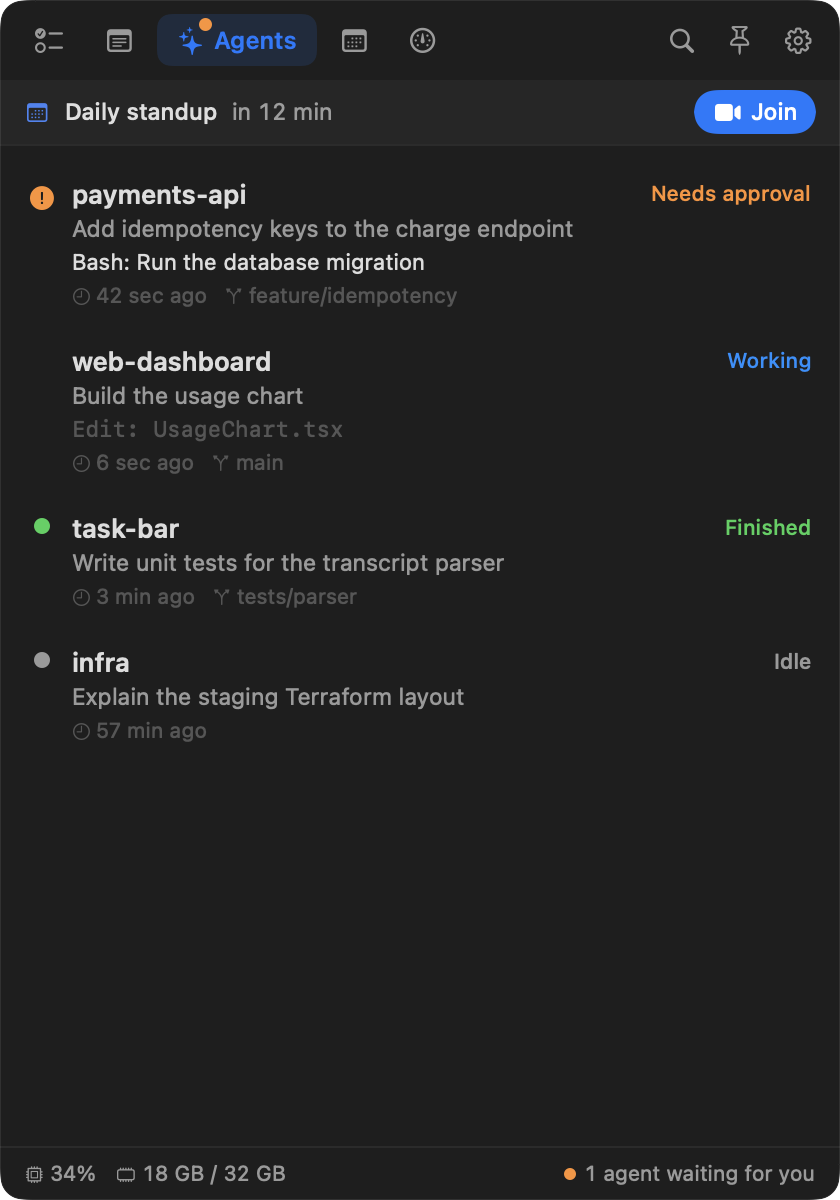 Agents
Daily standup in 12 min
Join
payments-api
Needs approval
Add idempotency keys to the charge endpoint
Bash: Run the database migration
42 sec ago feature/idempotency
web-dashboard
Working
Build the usage chart
Edit: UsageChart.tsx
6 sec ago main
task-bar
Finished
Write unit tests for the transcript parser
3 min ago tests/parser
infra
Idle
Explain the staging Terraform layout
57 min ago
34% 18 GB / 32 GB
1 agent waiting for you